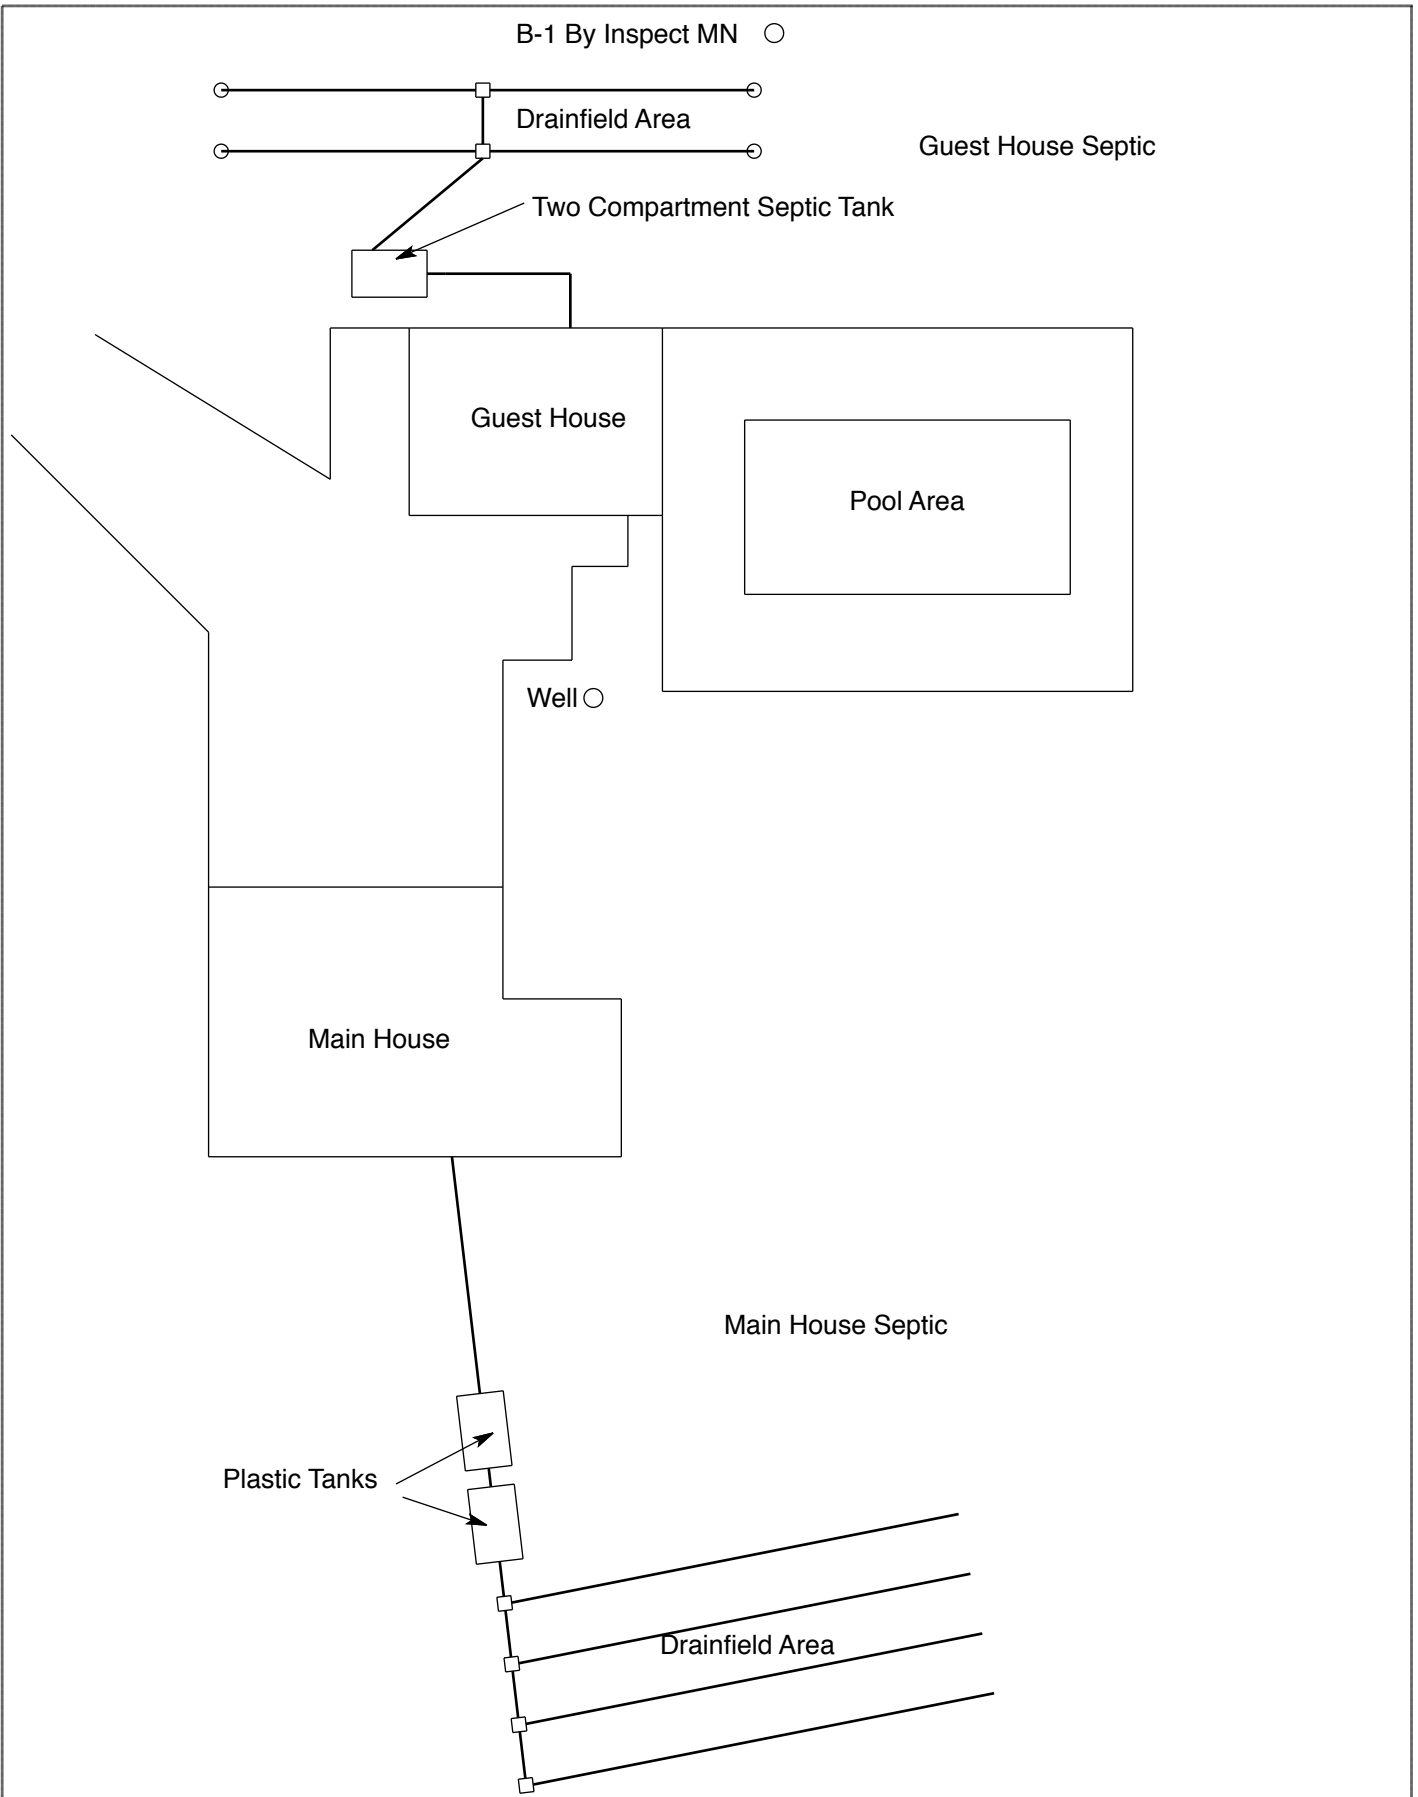 B-1 By Inspect MN
Drainfield Area
Guest House Septic
Two Compartment Septic Tank
Guest House
Pool Area
Well
Main House
Main House Septic
Plastic Tanks
Drainfield Area